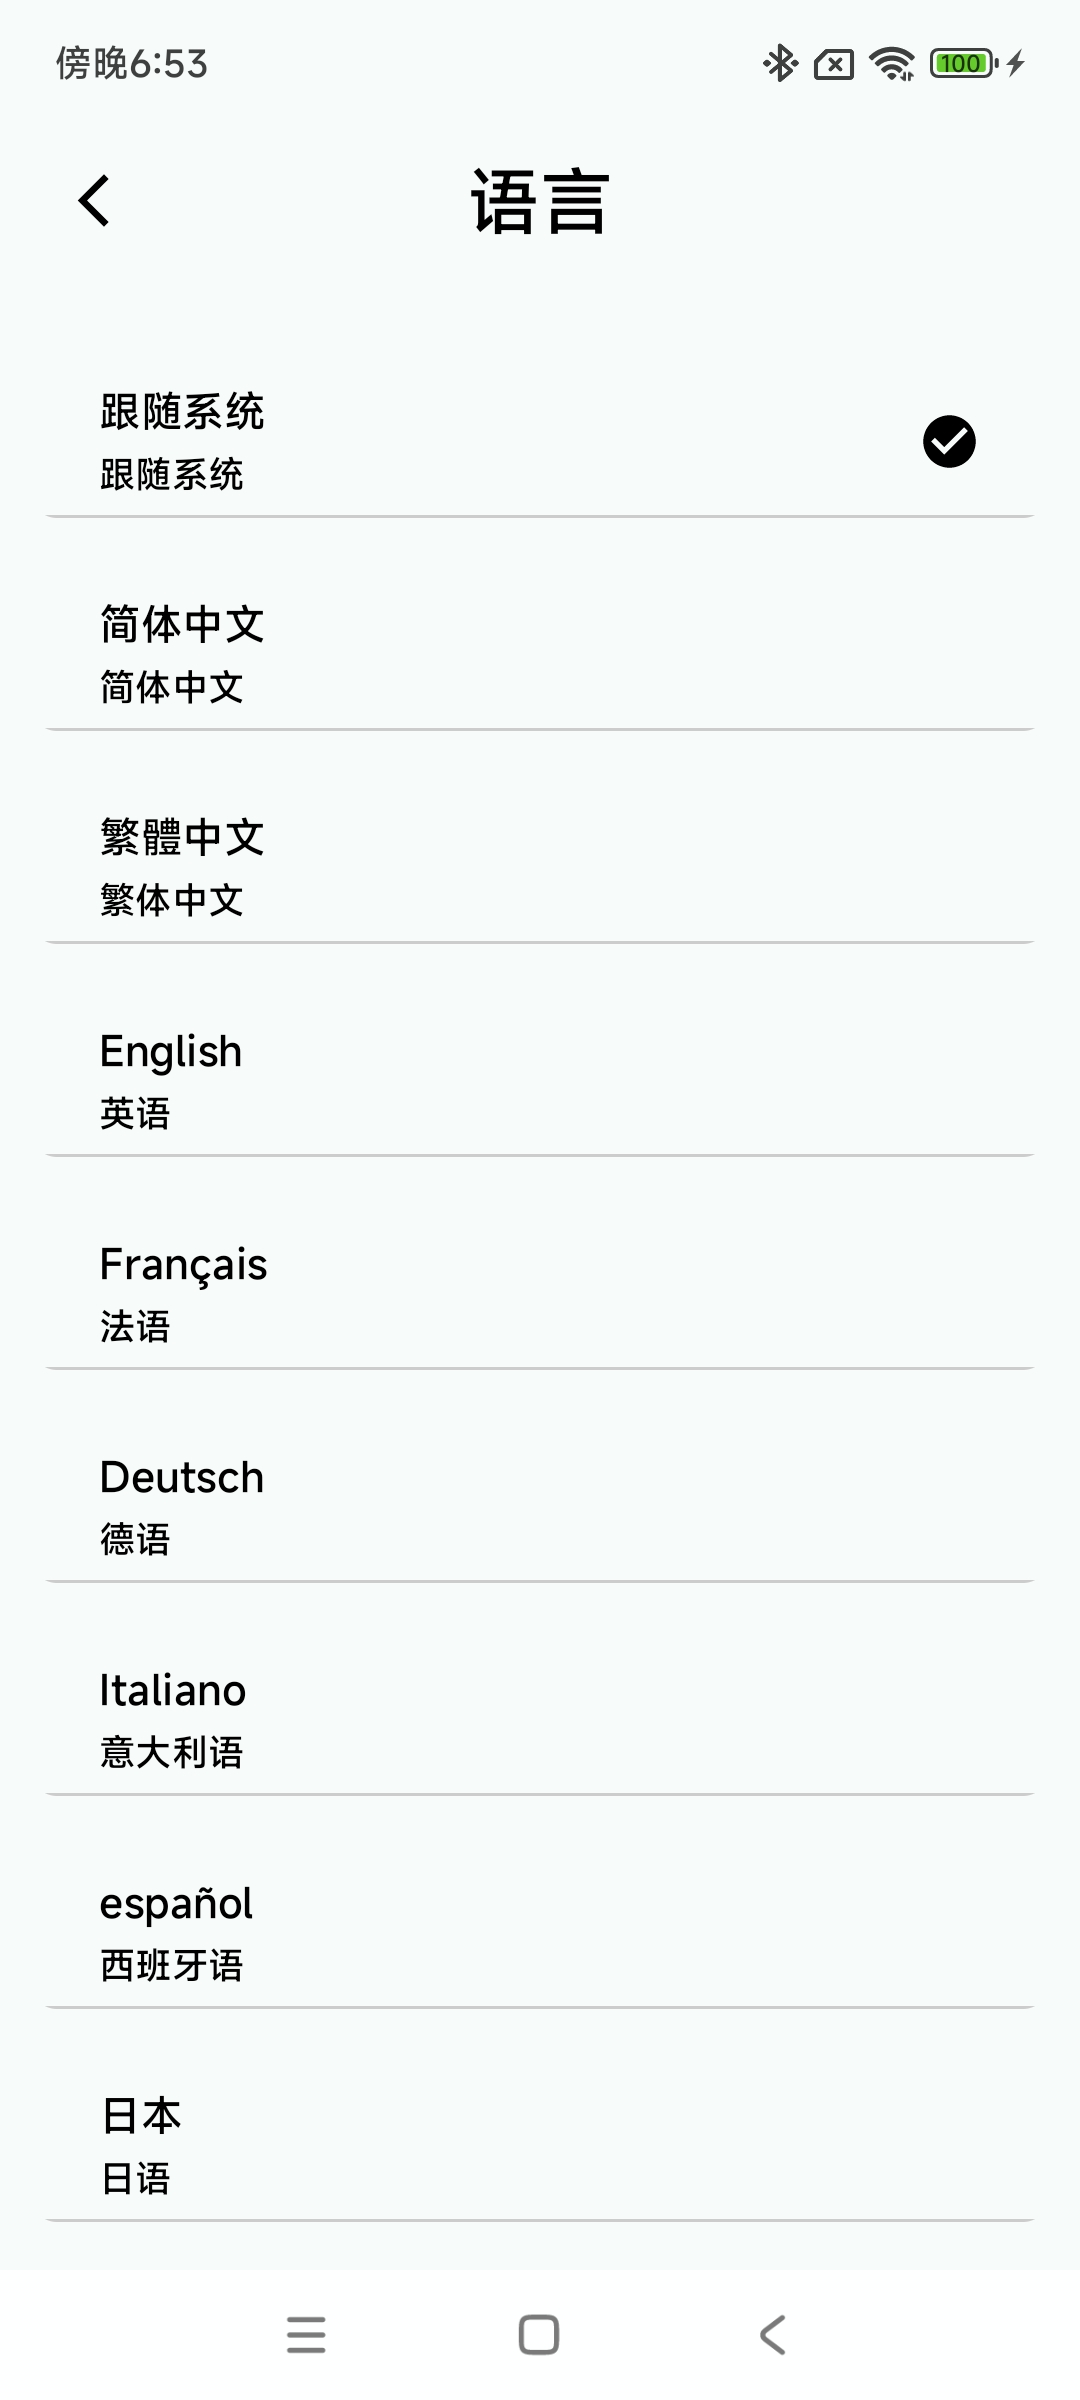 傍晚6:53
100
语言
跟随系统
跟随系统
简体中文
简体中文
繁體中文
繁体中文
English
英语
Français
法语
Deutsch
德语
Italiano
意大利语
español
西班牙语
日本
日语